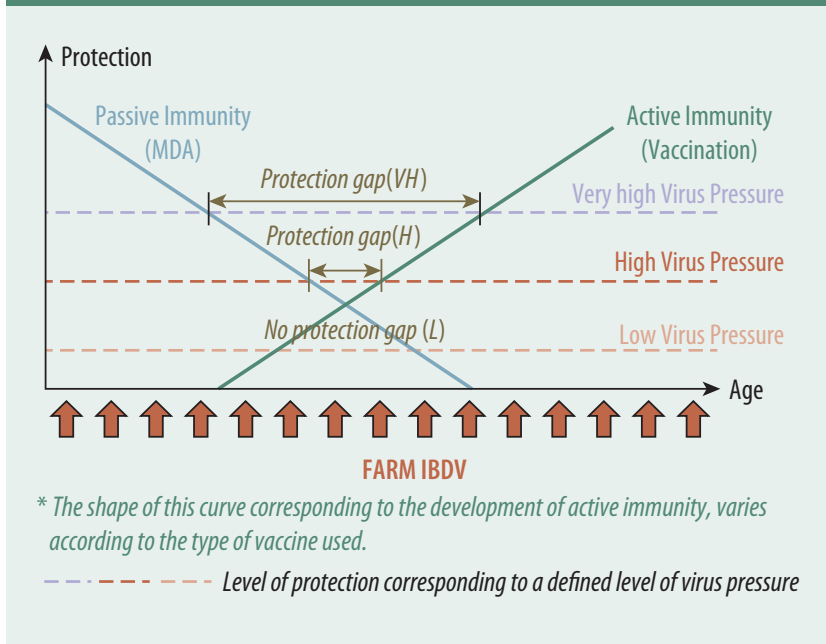 Protection
Passive Immunity
(MDA)
Active Immunity
(Vaccination)
Protection gap(VH)
Very high Virus Pressure
Protection gap(H)
High Virus Pressure
No protection gap (L)
Low Virus Pressure
Age
FARM IBDV
* The shape of this curve corresponding to the development of active immunity, varies
according to the type of vaccine used.
Level of protection corresponding to a defined level of virus pressure